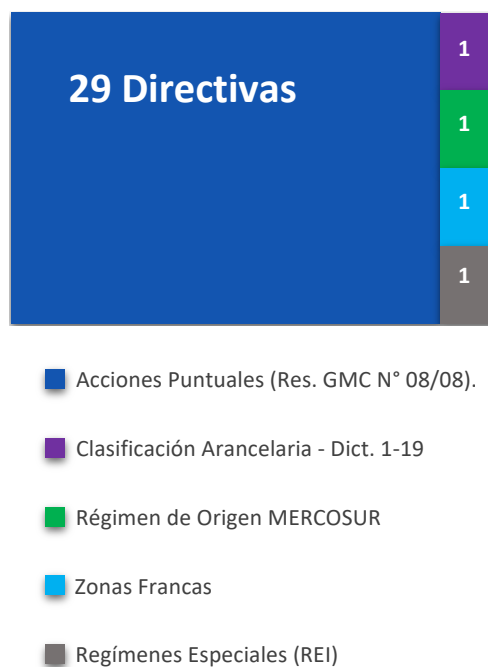 29 Directivas
1
1
1
1
Acciones Puntuales (Res. GMC N° 08/08).
Clasificación Arancelaria - Dict. 1-19
Régimen de Origen MERCOSUR
Zonas Francas
Regímenes Especiales (REI)